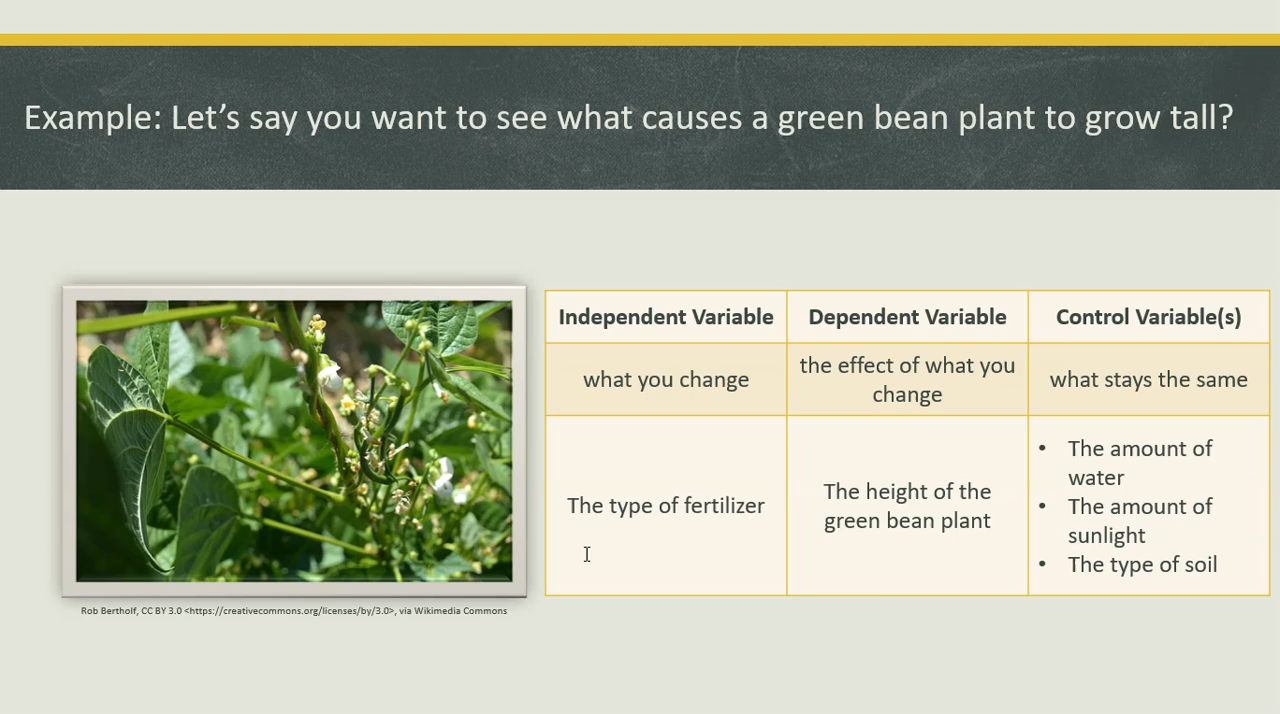 Example: Let’s say you want to see what causes a green bean plant to grow tall?
Independent Variable
Dependent Variable
Control Variable(s)
what you change
the effect of what you
change
what stays the same
The type of fertilizer
The height of the
green bean plant
• The amount of
water
• The amount of
sunlight
• The type of soil
Rob Bertholf, CC BY 3.0 <https://creativecommons.org/licenses/by/3.0>, via Wikimedia Commons